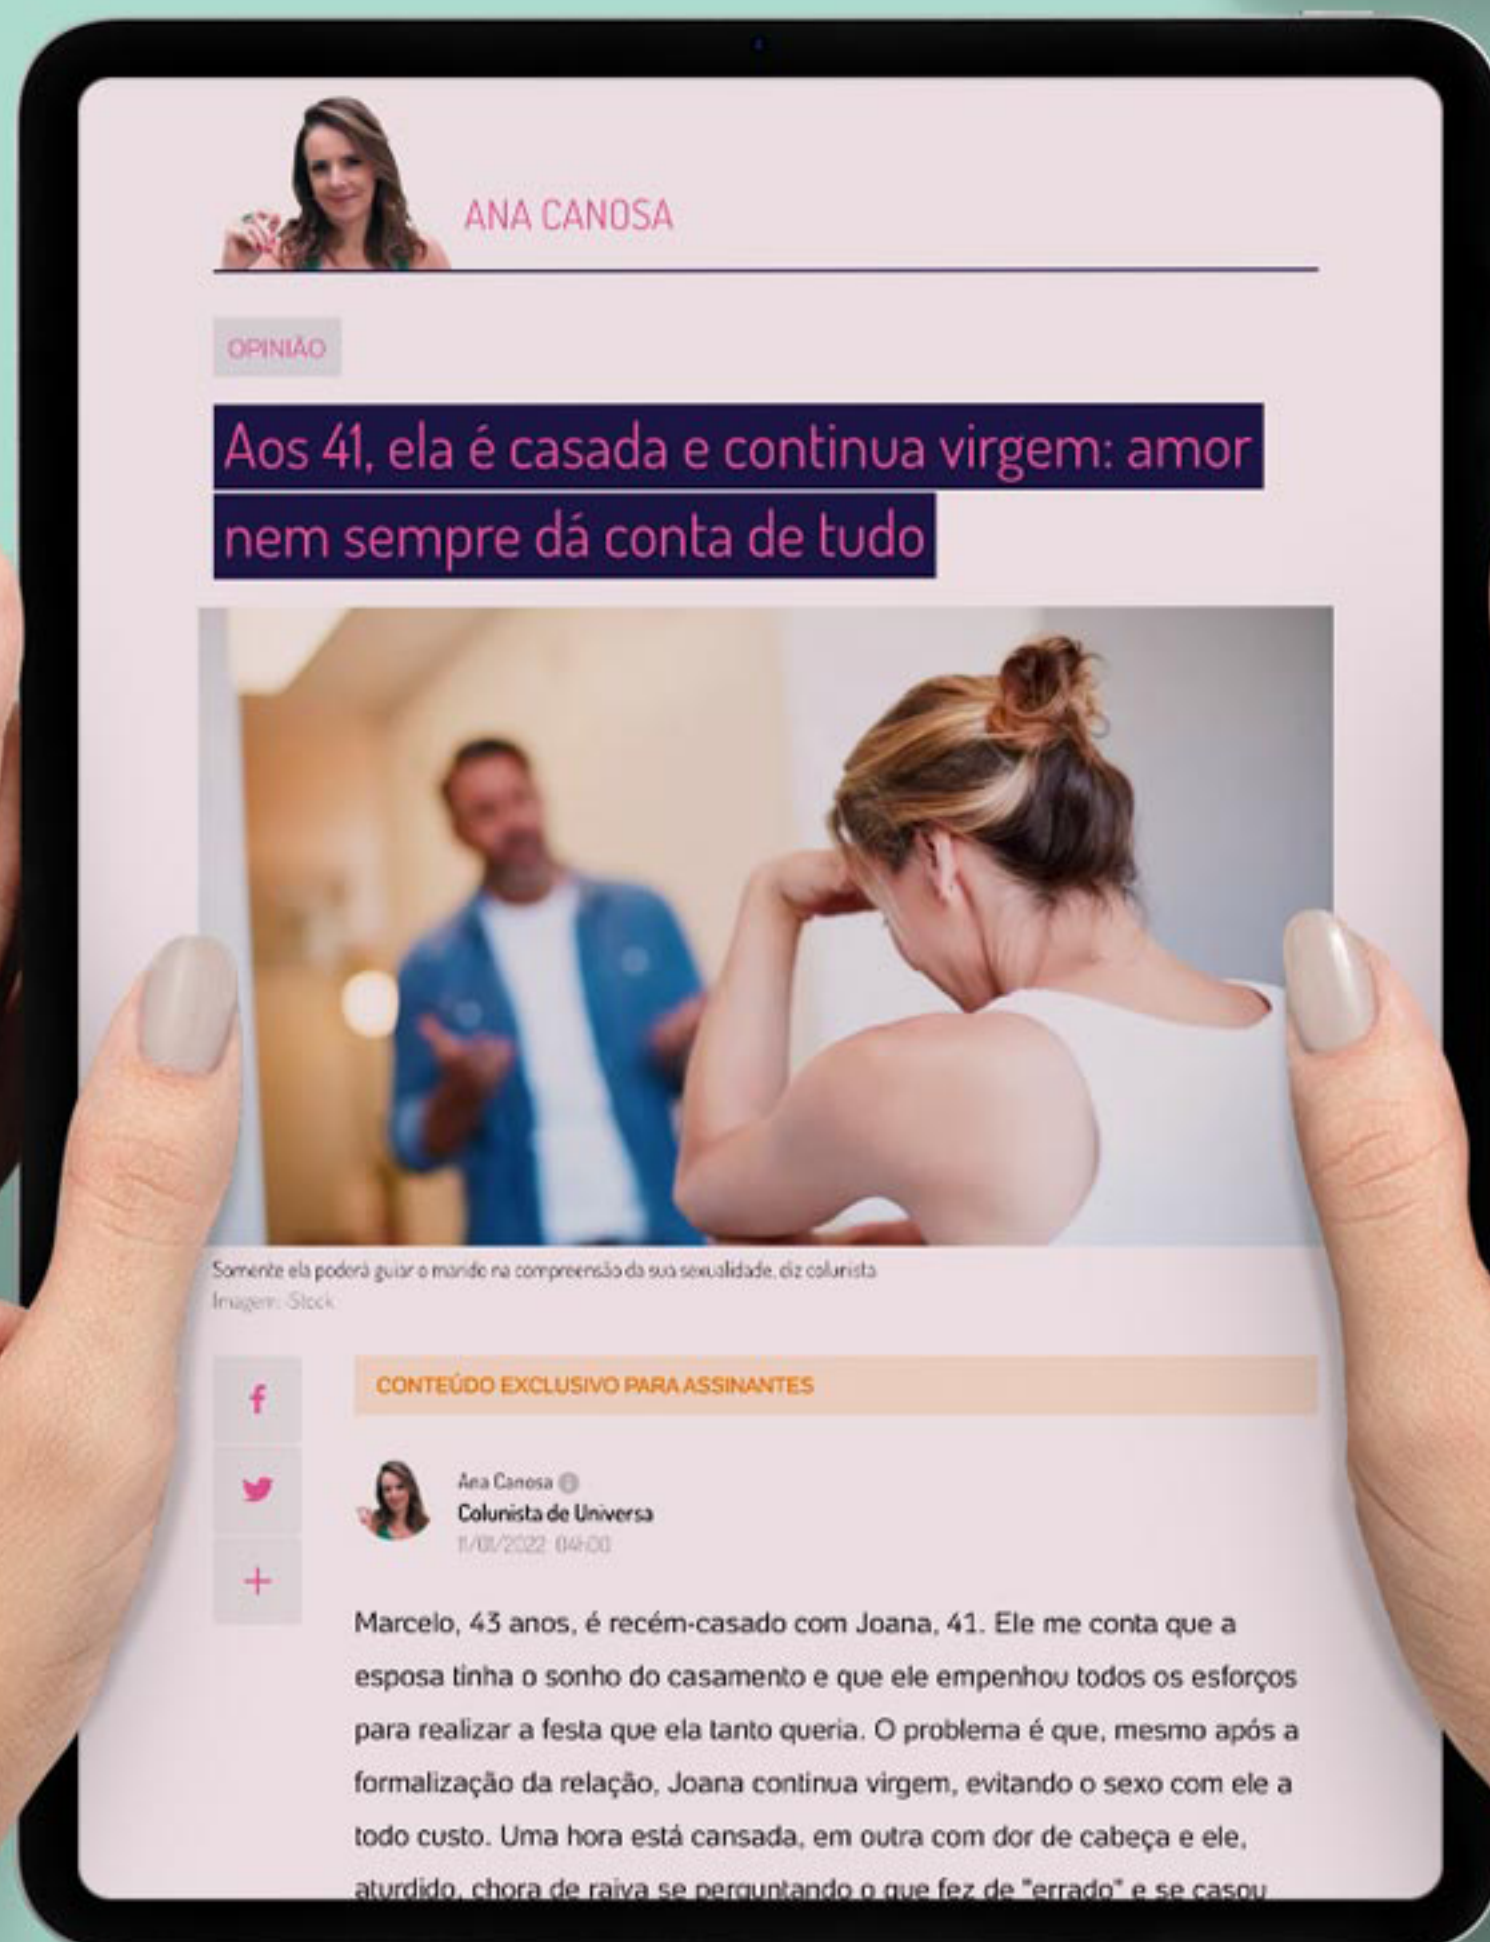 ANA CANOSA
OPINIÃO
Aos 41, ela é casada e continua virgem: amor
nem sempre dá conta de tudo
Somente ela poderá guiar o marido na compreensão da sua sexualidade, diz colunista
Imagem: iStock
CONTEÚDO EXCLUSIVO PARA ASSINANTES
Ana Canosa
Colunista de Universa
11/01/2022 04h00
Marcelo, 43 anos, é recém-casado com Joana, 41. Ele me conta que a
esposa tinha o sonho do casamento e que ele empenhou todos os esforços
para realizar a festa que ela tanto queria. O problema é que, mesmo após a
formalização da relação, Joana continua virgem, evitando o sexo com ele a
todo custo. Uma hora está cansada, em outra com dor de cabeça e ele,
aturdido, chora de raiva se perguntando o que fez de "errado" e se casou